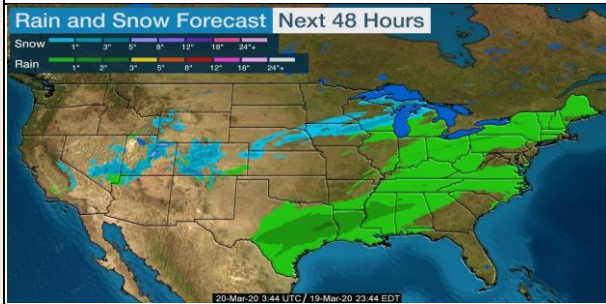 Rain and Snow Forecast Next 48 Hours
Snow
1" 3" 5" 8" 12" 18" 24"+
Rain
1" 2" 3" 5" 8" 12" 18" 24"+
20-Mar-20 3:44 UTC / 19-Mar-20 23:44 EDT